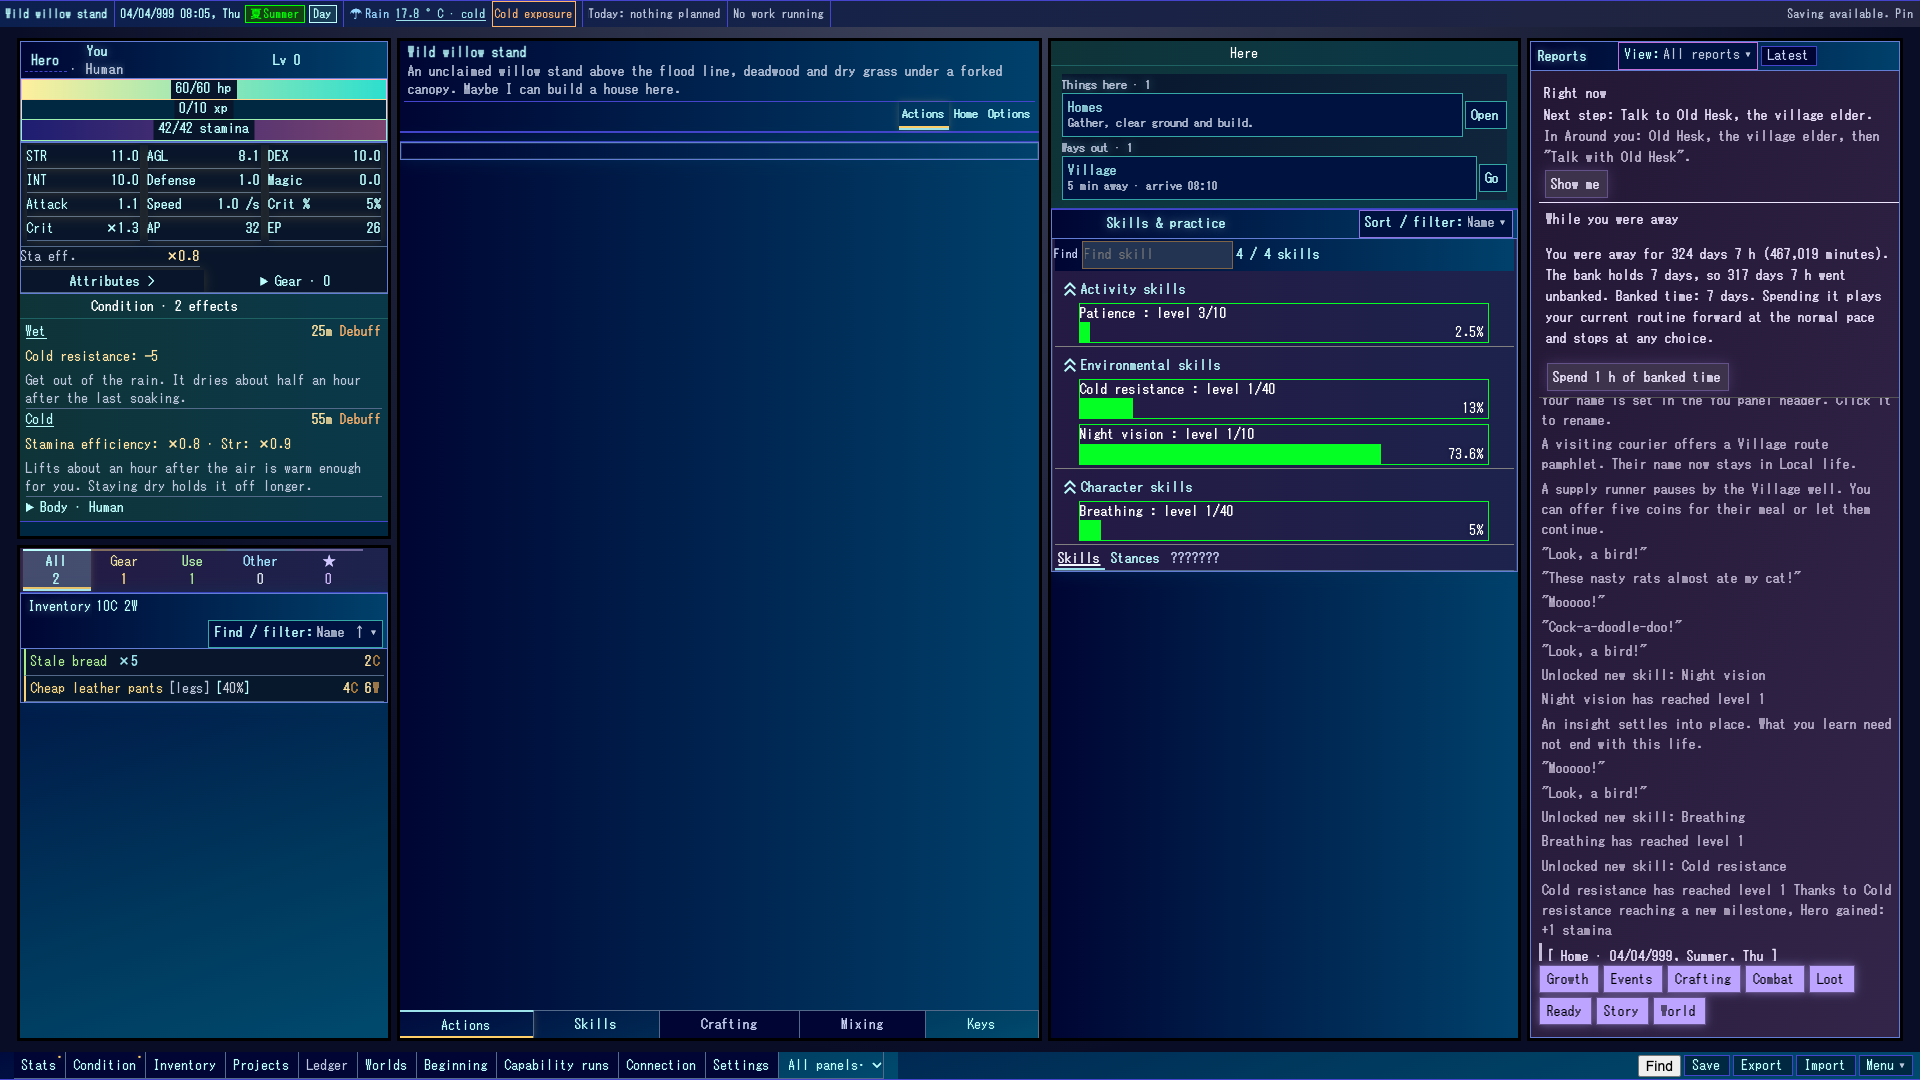 Wild willow stand
04/04/999 08:05, Thu 夏Summer Day
Rain 17.8 ° C · cold Cold exposure
Today: nothing planned
No work running
Saving available. Pin
Hero · You
Human
Lv 0
60/60 hp
0/10 xp
42/42 stamina
STR 11.0 AGL 8.1 DEX 10.0
INT 10.0 Defense 1.0 Magic 0.0
Attack 1.1 Speed 1.0 /s Crit % 5%
Crit ×1.3 AP 32 EP 26
Sta eff. ×0.8
Attributes > ▶ Gear · 0
Condition · 2 effects
Wet 25m Debuff
Cold resistance: −5
Get out of the rain. It dries about half an hour
after the last soaking.
Cold 55m Debuff
Stamina efficiency: ×0.8 · Str: ×0.9
Lifts about an hour after the air is warm enough
for you. Staying dry holds it off longer.
▶ Body · Human
All Gear Use Other ★
2 1 1 0 0
Inventory 10C 2W
Find / filter: Name ↑ ▾
Stale bread ×5 2C
Cheap leather pants [legs] [40%] 4C 6W
Wild willow stand
An unclaimed willow stand above the flood line, deadwood and dry grass under a forked
canopy. Maybe I can build a house here.
Actions Home Options
Actions Skills Crafting Mixing Keys
Here
Things here · 1
Homes
Gather, clear ground and build.
Open
Ways out · 1
Village
5 min away · arrive 08:10
Go
Skills & practice
Sort / filter: Name ▾
Find Find skill 4 / 4 skills
Activity skills
Patience : level 3/10
2.5%
Environmental skills
Cold resistance : level 1/40
13%
Night vision : level 1/10
73.6%
Character skills
Breathing : level 1/40
5%
Skills Stances ???????
Reports View: All reports ▾ Latest
Right now
Next step: Talk to Old Hesk, the village elder.
In Around you: Old Hesk, the village elder, then
"Talk with Old Hesk".
Show me
While you were away
You were away for 324 days 7 h (467,019 minutes).
The bank holds 7 days, so 317 days 7 h went
unbanked. Banked time: 7 days. Spending it plays
your current routine forward at the normal pace
and stops at any choice.
Spend 1 h of banked time
Your name is set in the You panel header. Click it
to rename.
A visiting courier offers a Village route
pamphlet. Their name now stays in Local life.
A supply runner pauses by the Village well. You
can offer five coins for their meal or let them
continue.
"Look, a bird!"
"These nasty rats almost ate my cat!"
"Mooooo!"
"Cock-a-doodle-doo!"
"Look, a bird!"
Unlocked new skill: Night vision
Night vision has reached level 1
An insight settles into place. What you learn need
not end with this life.
"Mooooo!"
"Look, a bird!"
Unlocked new skill: Breathing
Breathing has reached level 1
Unlocked new skill: Cold resistance
Cold resistance has reached level 1 Thanks to Cold
resistance reaching a new milestone, Hero gained:
+1 stamina
[ Home · 04/04/999, Summer, Thu ]
Growth Events Crafting Combat Loot
Ready Story World
Stats Condition Inventory Projects Ledger Worlds Beginning Capability runs Connection Settings All panels·
Find Save Export Import Menu ▾